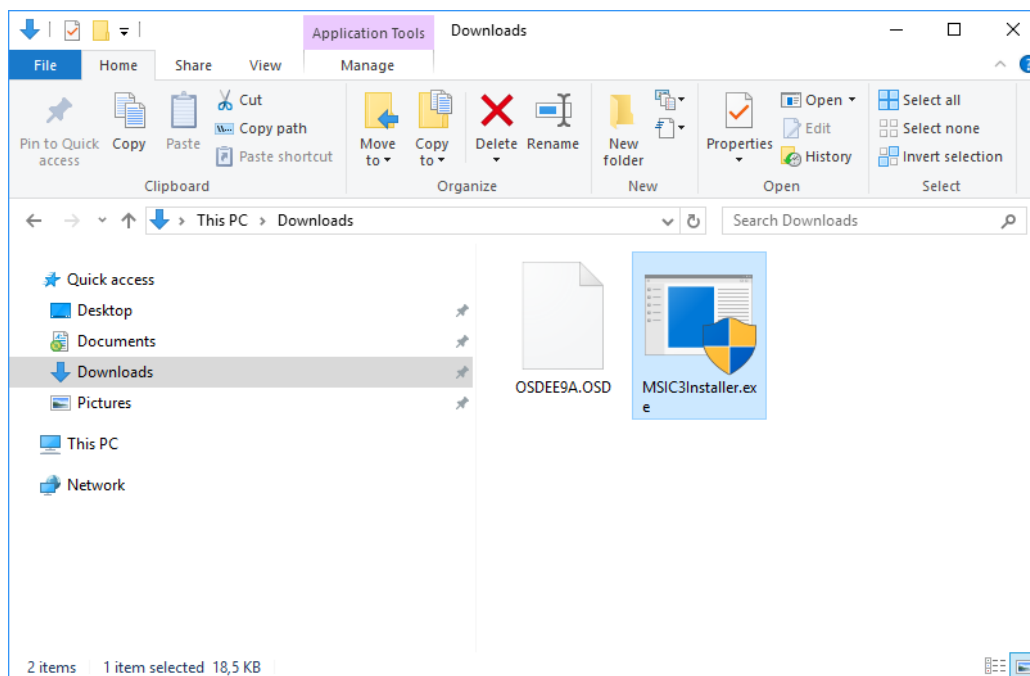 Application Tools Downloads
File Home Share View Manage
Pin to Quick access
Copy
Paste
Cut
Copy path
Paste shortcut
Clipboard
Move to
Copy to
Delete
Rename
Organize
New folder
New
Properties
Open
Edit
History
Open
Select all
Select none
Invert selection
Select
This PC > Downloads
Search Downloads
Quick access
Desktop
Documents
Downloads
Pictures
This PC
Network
OSDEE9A.OSD
MSIC3Installer.ex
e
2 items 1 item selected 18,5 KB